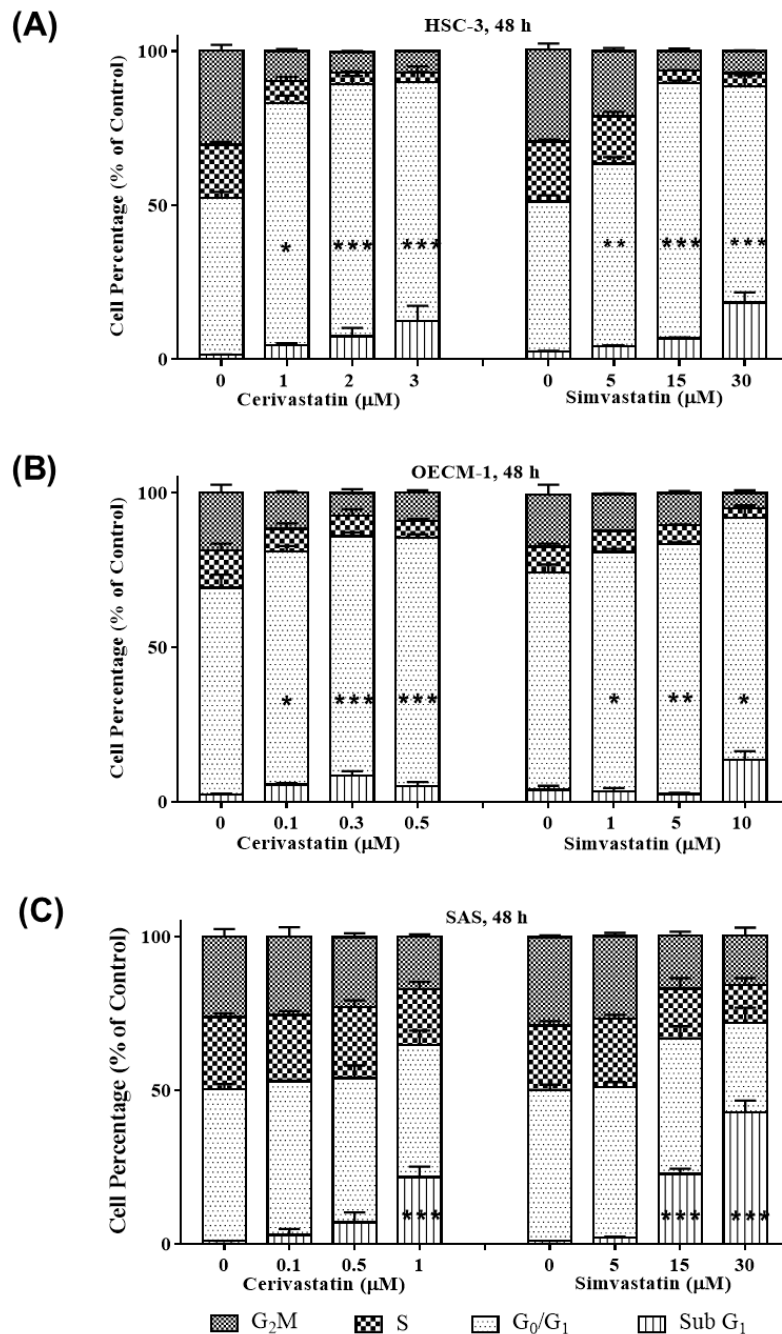 (A)
HSC-3, 48 h
Cell Percentage (% of Control)
100
50
0
* *** *** ** *** ***
0 1 2 3 0 5 15 30
Cerivastatin (μM) Simvastatin (μM)
(B)
OECM-1, 48 h
Cell Percentage (% of Control)
100
50
0
* *** *** * ** *
0 0.1 0.3 0.5 0 1 5 10
Cerivastatin (μM) Simvastatin (μM)
(C)
SAS, 48 h
Cell Percentage (% of Control)
100
50
0
*** *** ***
0 0.1 0.5 1 0 5 15 30
Cerivastatin (μM) Simvastatin (μM)
G₂M S G₀/G₁ Sub G₁